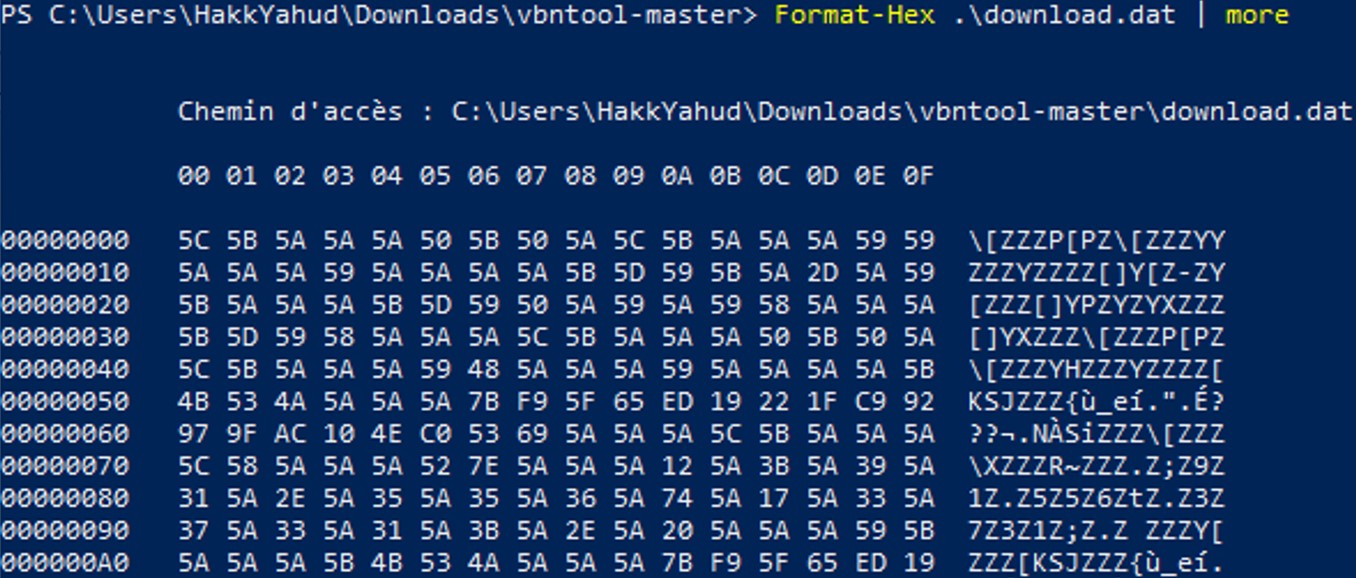 PS C:\Users\HakkYahud\Downloads\vbntool-master> Format-Hex .\download.dat | more
Chemin d'accès : C:\Users\HakkYahud\Downloads\vbntool-master\download.dat
00 01 02 03 04 05 06 07 08 09 0A 0B 0C 0D 0E 0F
00000000 5C 5B 5A 5A 5A 50 5B 50 5A 5C 5B 5A 5A 5A 59 59 \[ZZZP[PZ\[ZZZYY
00000010 5A 5A 5A 59 5A 5A 5A 5A 5B 5D 59 5B 5A 2D 5A 59 ZZZYZZZZ[]Y[Z-ZY
00000020 5B 5A 5A 5A 5B 5D 59 50 5A 59 5A 59 58 5A 5A 5A [ZZZ[]YPZYZYXZZZ
00000030 5B 5D 59 58 5A 5A 5A 5C 5B 5A 5A 5A 50 5B 50 5A []YXZZZ\[ZZZP[PZ
00000040 5C 5B 5A 5A 5A 59 48 5A 5A 5A 59 5A 5A 5A 5A 5B \[ZZZYHZZZYZZZZ[
00000050 4B 53 4A 5A 5A 5A 7B F9 5F 65 ED 19 22 1F C9 92 KSJZZZ{ù_eí.".É?
00000060 97 9F AC 10 4E C0 53 69 5A 5A 5A 5C 5B 5A 5A 5A ??¬.NÀSiZZZ\[ZZZ
00000070 5C 58 5A 5A 5A 52 7E 5A 5A 5A 12 5A 3B 5A 39 5A \XZZZR~ZZZ.Z;Z9Z
00000080 31 5A 2E 5A 35 5A 35 5A 36 5A 74 5A 17 5A 33 5A 1Z.Z5Z5Z6ZtZ.Z3Z
00000090 37 5A 33 5A 31 5A 3B 5A 2E 5A 20 5A 5A 5A 59 5B 7Z3Z1Z;Z.Z ZZZY[
000000A0 5A 5A 5A 5B 4B 53 4A 5A 5A 5A 7B F9 5F 65 ED 19 ZZZ[KSJZZZ{ù_eí.